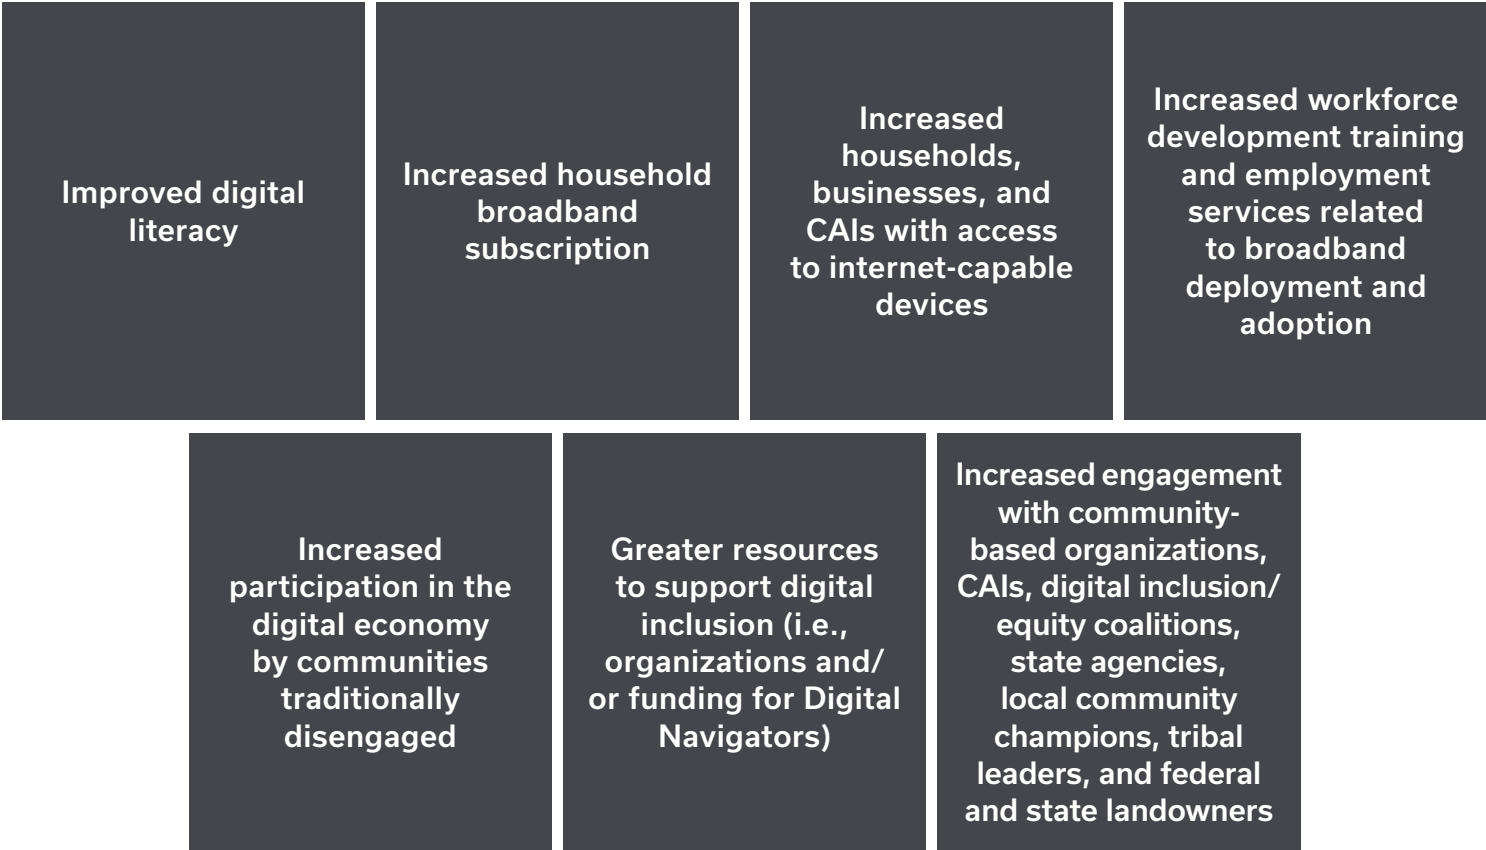 Improved digital
literacy
Increased household
broadband
subscription
Increased
households,
businesses, and
CAIs with access
to internet-capable
devices
Increased workforce
development training
and employment
services related
to broadband
deployment and
adoption
Increased
participation in the
digital economy
by communities
traditionally
disengaged
Greater resources
to support digital
inclusion (i.e.,
organizations and/
or funding for Digital
Navigators)
Increased engagement
with community-
based organizations,
CAIs, digital inclusion/
equity coalitions,
state agencies,
local community
champions, tribal
leaders, and federal
and state landowners